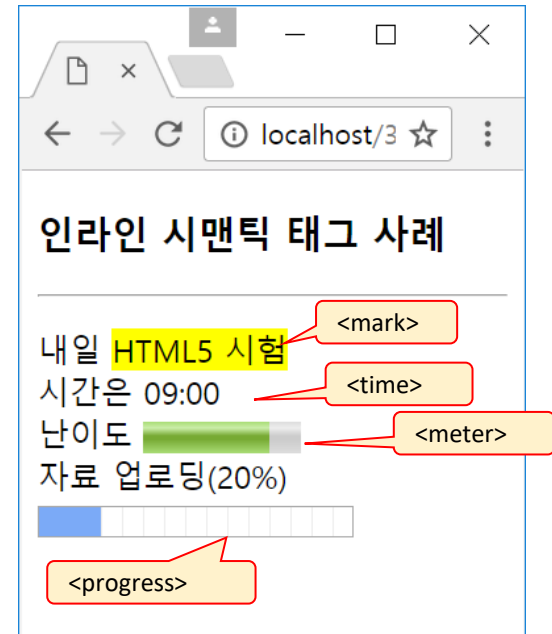 localhost/3
인라인 시맨틱 태그 사례
<mark>
내일 HTML5 시험
<time>
시간은 09:00
<meter>
난이도
자료 업로딩(20%)
<progress>